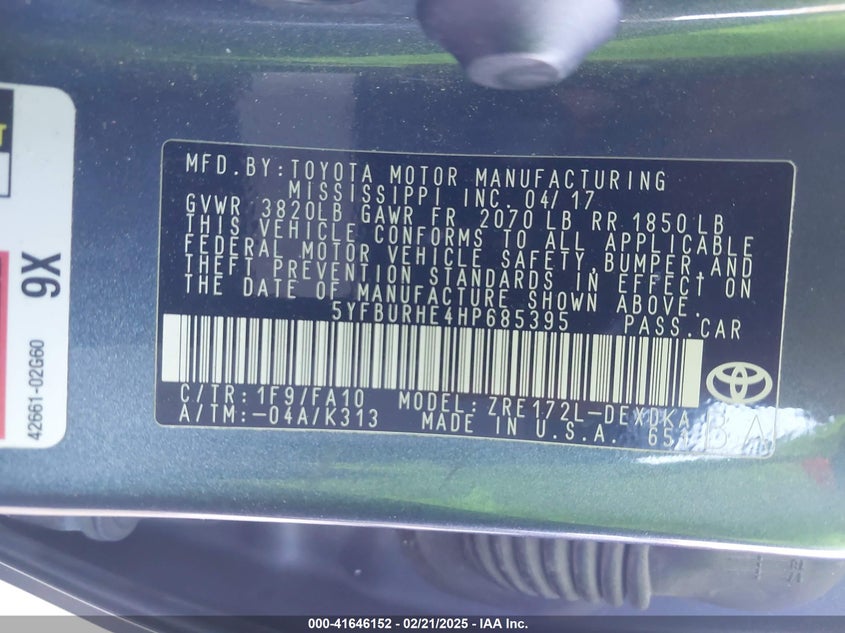 MFD.BY:TOYOTA MOTOR MANUFACTURING
MISSISSIPPI INC. 04/17
GVWR 3820LB GAWR FR 2070 LB RR 1850 LB
THIS VEHICLE CONFORMS TO ALL APPLICABLE
FEDERAL MOTOR VEHICLE SAFETY,BUMPER,AND
THEFT PREVENTION STANDARDS IN EFFECT ON
THE DATE OF MANUFACTURE SHOWN ABOVE.
5YFBURHE4HP685395 PASS.CAR
C/TR: 1F9/FA10 MODEL: ZRE172L-DEXDKA
A/TM:-04A/K313 MADE IN U.S.A.
9X
42661-02G60
000-41646152 - 02/21/2025 - IAA Inc.